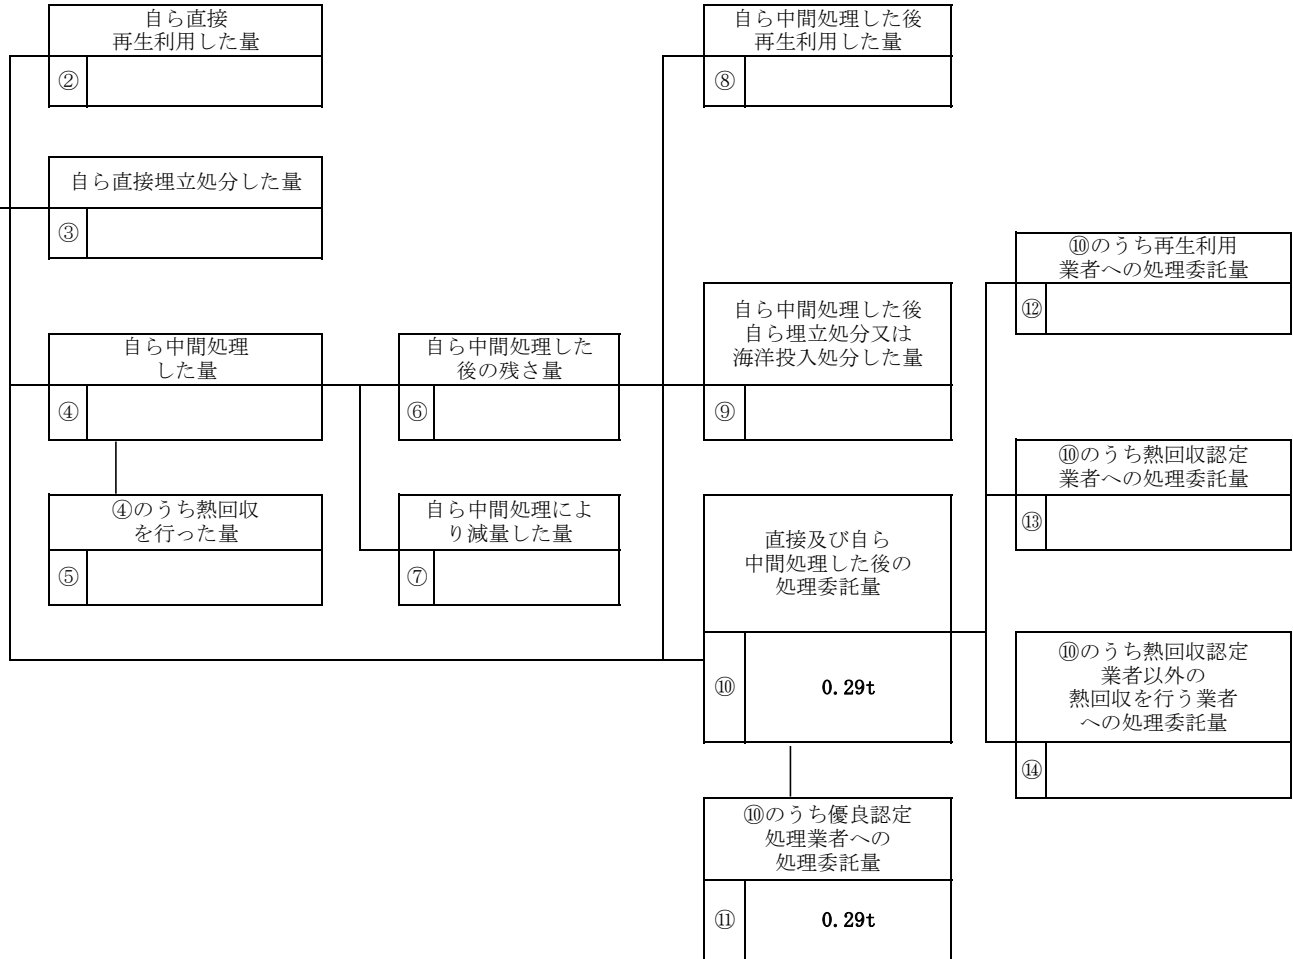 自ら直接
再生利用した量
②
自ら直接埋立処分した量
③
自ら中間処理
した量
④
④のうち熱回収
を行った量
⑤
自ら中間処理した
後の残さ量
⑥
自ら中間処理によ
り減量した量
⑦
自ら中間処理した後
再生利用した量
⑧
自ら中間処理した後
自ら埋立処分又は
海洋投入処分した量
⑨
直接及び自ら
中間処理した後の
処理委託量
⑩ 0.29t
⑩のうち優良認定
処理業者への
処理委託量
⑪ 0.29t
⑩のうち再生利用
業者への処理委託量
⑫
⑩のうち熱回収認定
業者への処理委託量
⑬
⑩のうち熱回収認定
業者以外の
熱回収を行う業者
への処理委託量
⑭